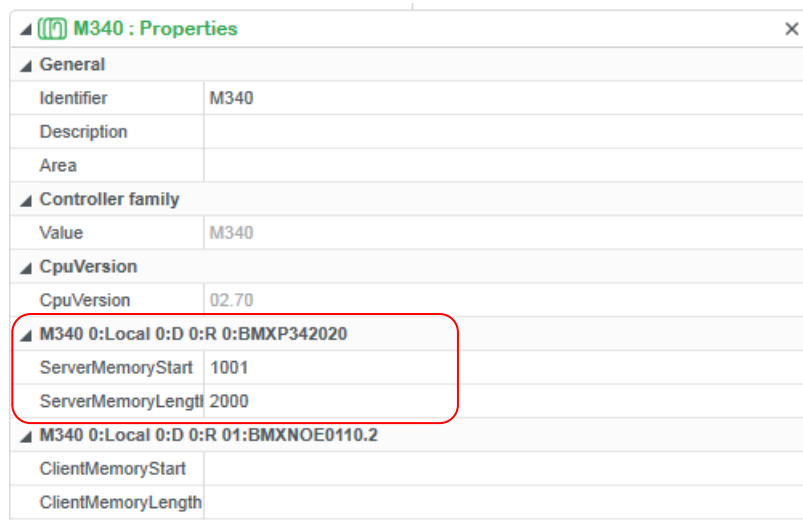 M340 : Properties
General
Identifier M340
Description
Area
Controller family
Value M340
CpuVersion
CpuVersion 02.70
M340 0:Local 0:D 0:R 0:BMXP342020
ServerMemoryStart 1001
ServerMemoryLengtl 2000
M340 0:Local 0:D 0:R 01:BMXNOE0110.2
ClientMemoryStart
ClientMemoryLength